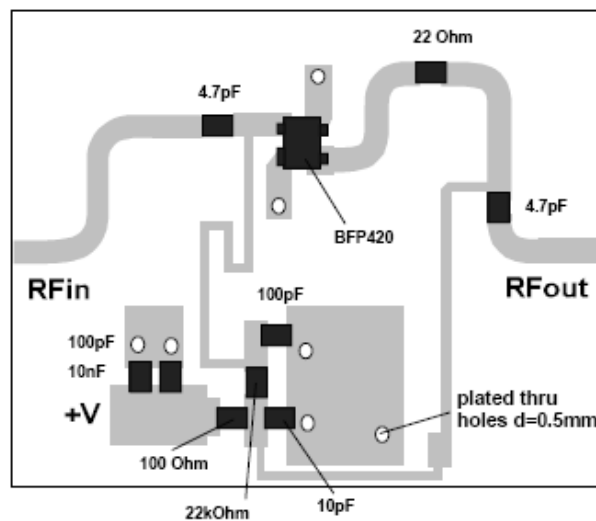 22 Ohm
4.7pF
BFP420
4.7pF
RFin
RFout
100pF
100pF
10nF
+V
plated thru
holes d=0.5mm
100 Ohm
10pF
22kOhm